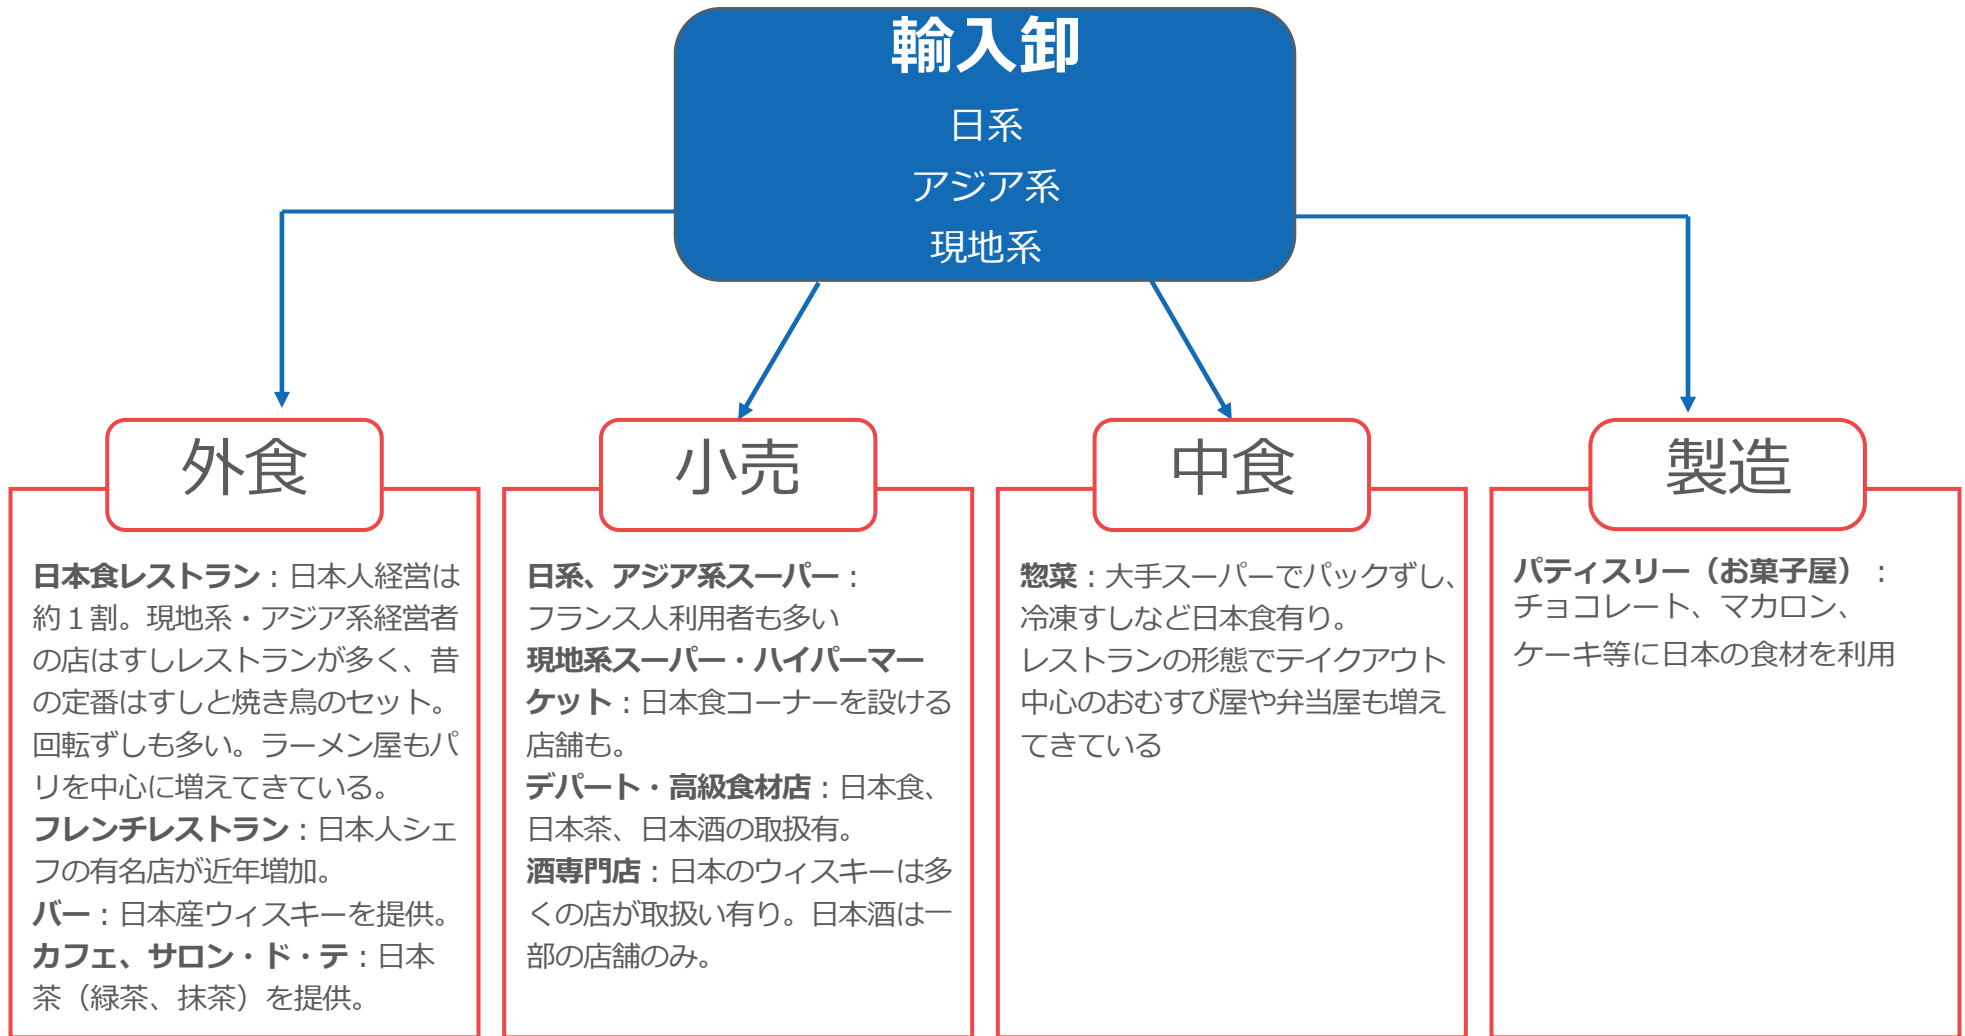 輸入卸
日系
アジア系
現地系
外食
日本食レストラン：日本人経営は
約１割。現地系・アジア系経営者
の店はすしレストランが多く、昔
の定番はすしと焼き鳥のセット。
回転ずしも多い。ラーメン屋もパ
リを中心に増えてきている。
フレンチレストラン：日本人シェ
フの有名店が近年増加。
バー：日本産ウィスキーを提供。
カフェ、サロン・ド・テ：日本
茶（緑茶、抹茶）を提供。
小売
日系、アジア系スーパー：
フランス人利用者も多い
現地系スーパー・ハイパーマー
ケット：日本食コーナーを設ける
店舗も。
デパート・高級食材店：日本食、
日本茶、日本酒の取扱有。
酒専門店：日本のウィスキーは多
くの店が取扱い有り。日本酒は一
部の店舗のみ。
中食
惣菜：大手スーパーでパックずし、
冷凍すしなど日本食有り。
レストランの形態でテイクアウト
中心のおむすび屋や弁当屋も増え
てきている
製造
パティスリー（お菓子屋）：
チョコレート、マカロン、
ケーキ等に日本の食材を利用